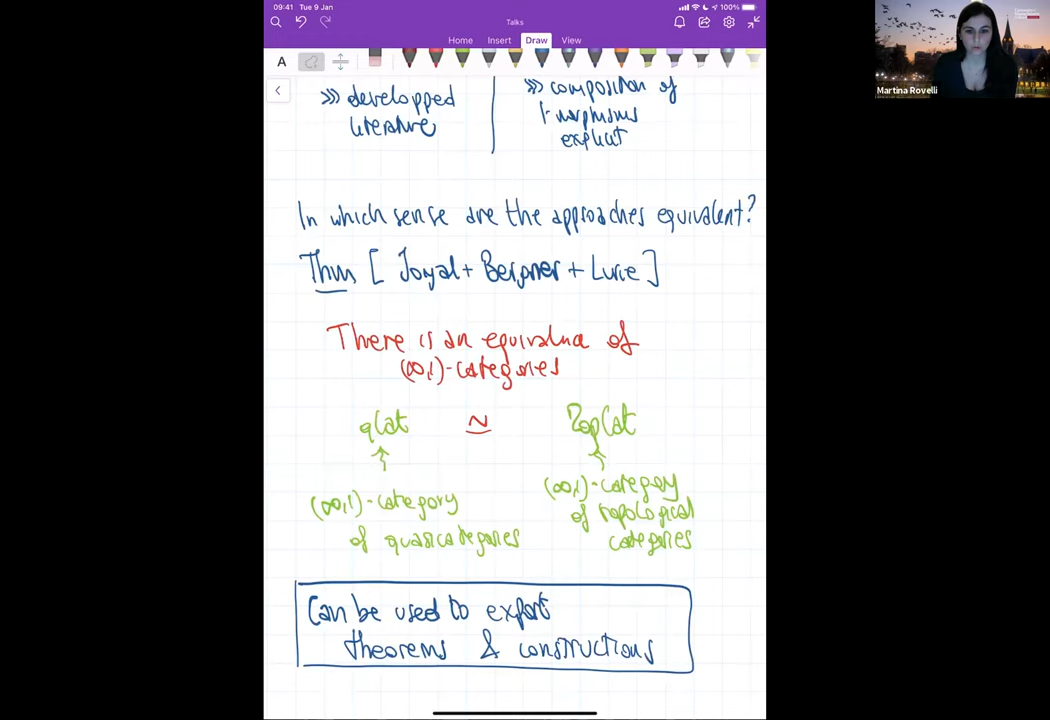 09:41 Tue 9 Jan
100%
Talks
Home Insert Draw View
A
⋙ developped
literature
⋙ composition of
1-morphisms
explicit
In which sense are the approaches equivalent?
Thm [ Joyal + Bergner + Lurie ]
There is an equivalence of
(∞,1)-categories
qCat ≃ TopCat
(∞,1)-category
of quasicategories
(∞,1)-category
of topological
categories
Can be used to export
theorems & constructions
Martina Rovelli